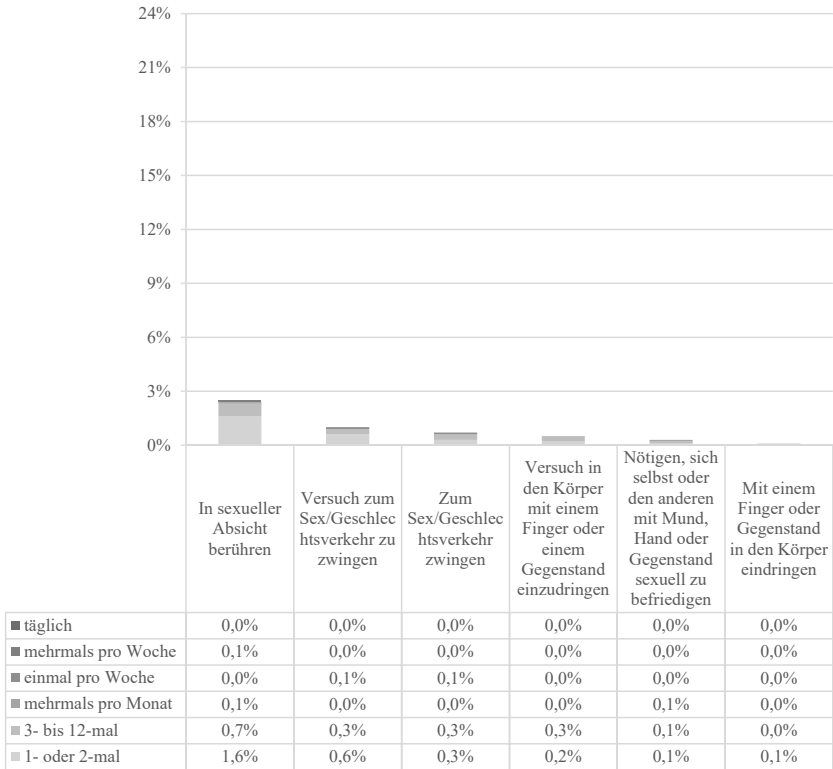 24%
21%
18%
15%
12%
9%
6%
3%
0%
In sexueller
Absicht
berühren
Versuch zum
Sex/Geschlec
htsverkehr zu
zwingen
Zum
Sex/Geschlec
htsverkehr
zwingen
Versuch in
den Körper
mit einem
Finger oder
einem
Gegenstand
einzudringen
Nötigen, sich
selbst oder
den anderen
mit Mund,
Hand oder
Gegenstand
sexuell zu
befriedigen
Mit einem
Finger oder
Gegenstand
in den Körper
eindringen
täglich 0,0% 0,0% 0,0% 0,0% 0,0% 0,0%
mehrmals pro Woche 0,1% 0,0% 0,0% 0,0% 0,0% 0,0%
einmal pro Woche 0,0% 0,1% 0,1% 0,0% 0,0% 0,0%
mehrmals pro Monat 0,1% 0,0% 0,0% 0,0% 0,1% 0,0%
3- bis 12-mal 0,7% 0,3% 0,3% 0,3% 0,1% 0,0%
1- oder 2-mal 1,6% 0,6% 0,3% 0,2% 0,1% 0,1%